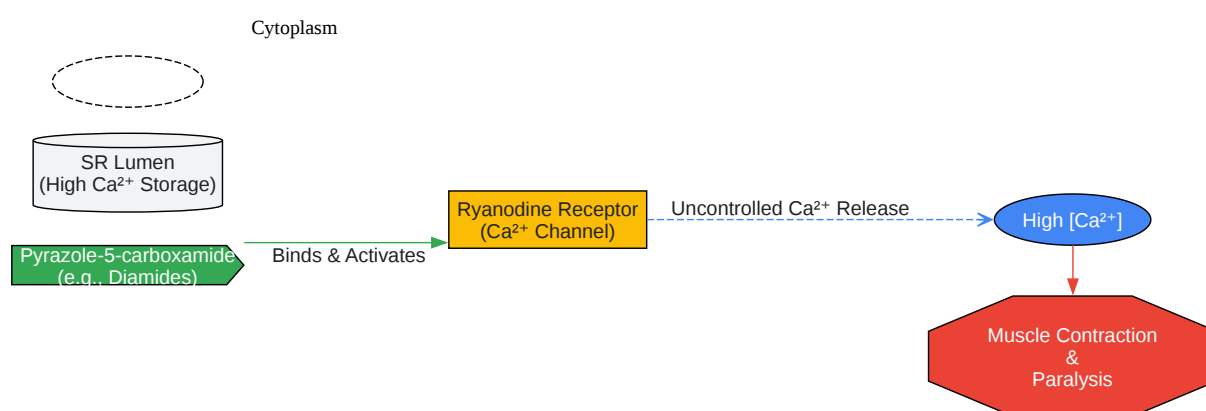 Cytoplasm
SR Lumen
(High Ca²⁺ Storage)
Pyrazole-5-carboxamide
(e.g., Diamides)
Binds & Activates
Ryanodine Receptor
(Ca²⁺ Channel)
Uncontrolled Ca²⁺ Release
High [Ca²⁺]
Muscle Contraction
&
Paralysis